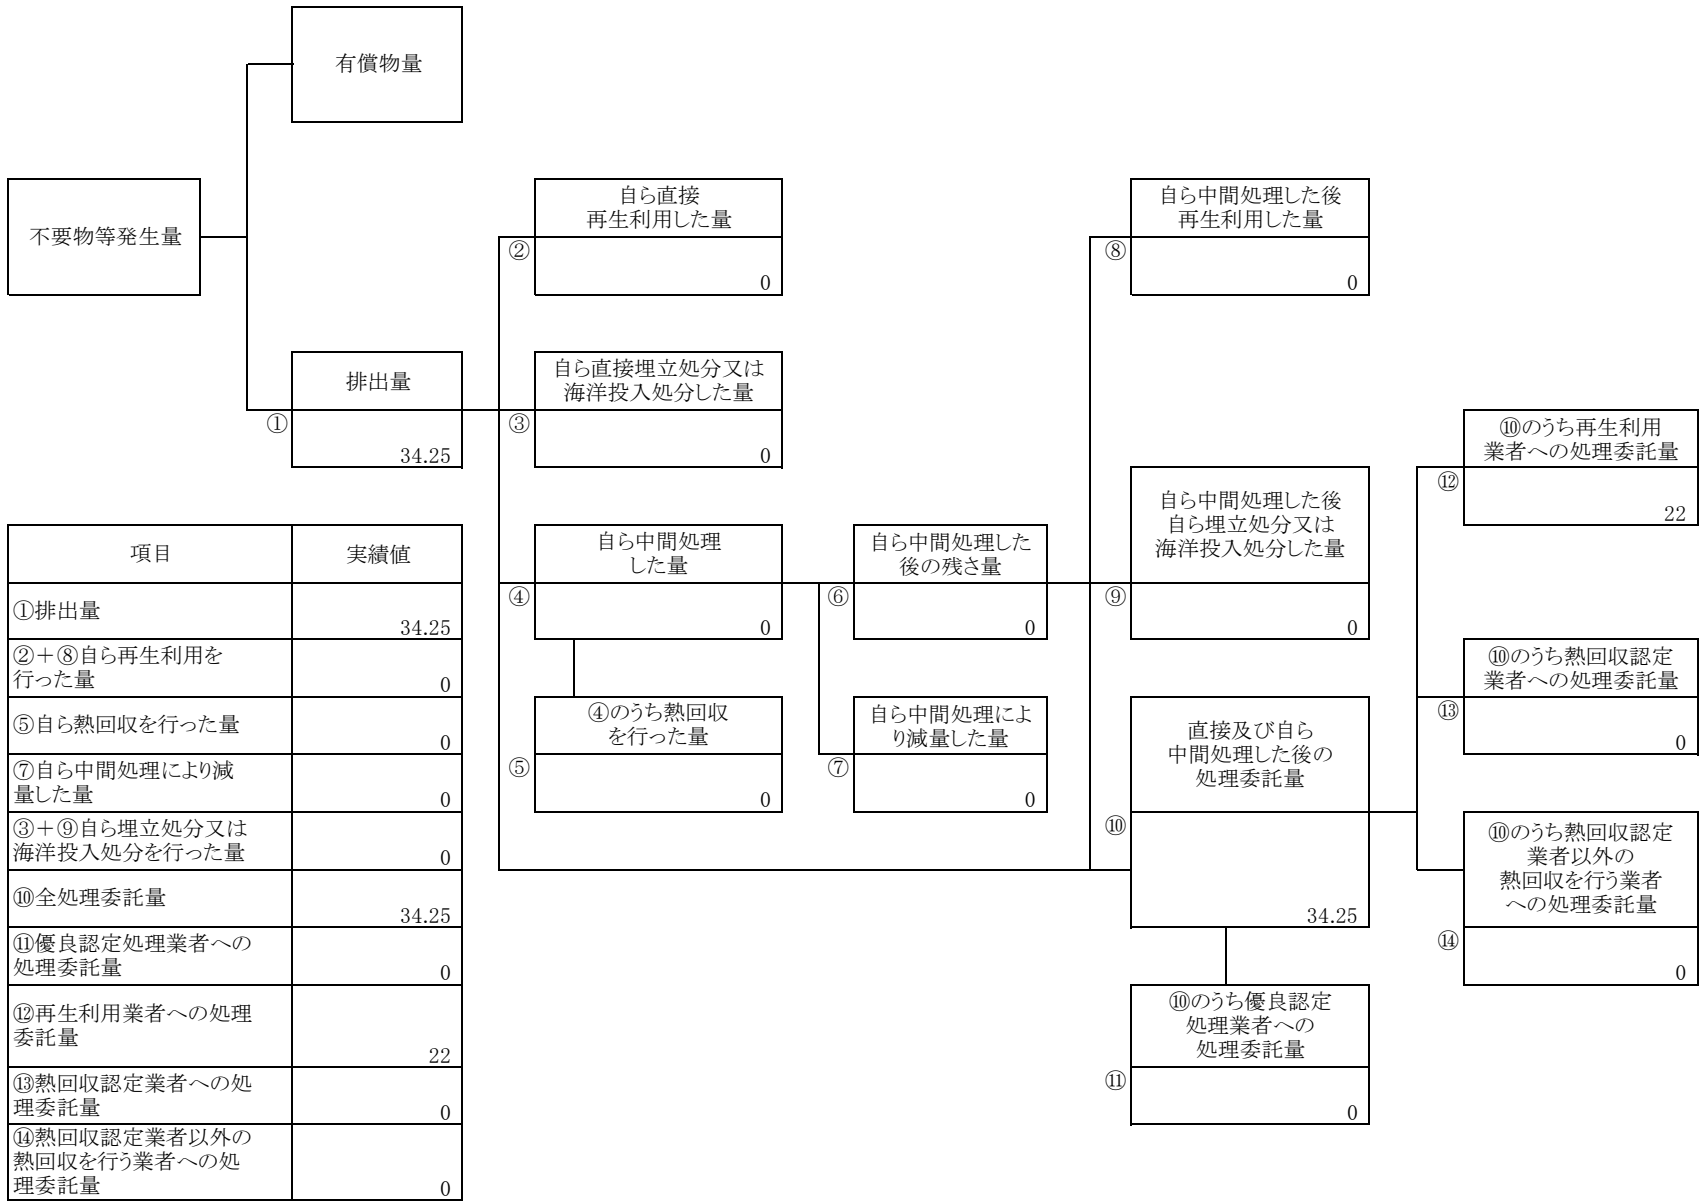 有償物量
不要物等発生量
排出量
①
34.25
自ら直接
再生利用した量
②
0
自ら直接埋立処分又は
海洋投入処分した量
③
0
自ら中間処理
した量
④
0
④のうち熱回収
を行った量
⑤
0
自ら中間処理した
後の残さ量
⑥
0
自ら中間処理によ
り減量した量
⑦
0
自ら中間処理した後
再生利用した量
⑧
0
自ら中間処理した後
自ら埋立処分又は
海洋投入処分した量
⑨
0
直接及び自ら
中間処理した後の
処理委託量
⑩
34.25
⑩のうち優良認定
処理業者への
処理委託量
⑪
0
⑩のうち再生利用
業者への処理委託量
⑫
22
⑩のうち熱回収認定
業者への処理委託量
⑬
0
⑩のうち熱回収認定
業者以外の
熱回収を行う業者
への処理委託量
⑭
0
項目 実績値
①排出量
34.25
②＋⑧自ら再生利用を
行った量
0
⑤自ら熱回収を行った量
0
⑦自ら中間処理により減
量した量
0
③＋⑨自ら埋立処分又は
海洋投入処分を行った量
0
⑩全処理委託量
34.25
⑪優良認定処理業者への
処理委託量
0
⑫再生利用業者への処理
委託量
22
⑬熱回収認定業者への処
理委託量
0
⑭熱回収認定業者以外の
熱回収を行う業者への処
理委託量
0